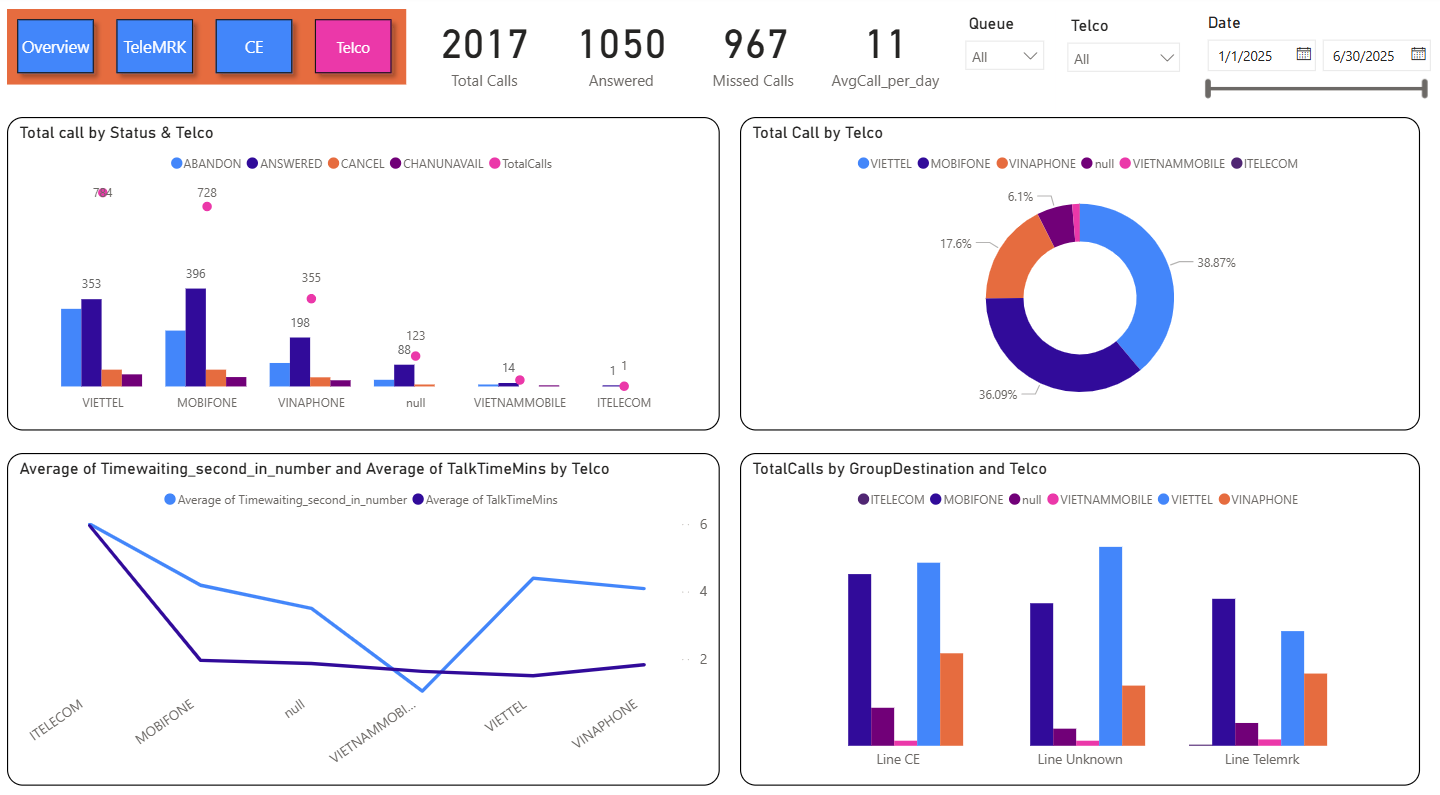 Overview
TeleMRK
CE
Telco
2017
Total Calls
1050
Answered
967
Missed Calls
11
AvgCall_per_day
Queue
All
Telco
All
Date
1/1/2025
6/30/2025
Total call by Status & Telco
ABANDON ANSWERED CANCEL CHANUNAVAIL TotalCalls
728
353
396
355
198
123
88
14
1
1
VIETTEL
MOBIFONE
VINAPHONE
null
VIETNAMMOBILE
ITELECOM
Total Call by Telco
VIETTEL MOBIFONE VINAPHONE null VIETNAMMOBILE ITELECOM
6.1%
17.6%
38.87%
36.09%
Average of Timewaiting_second_in_number and Average of TalkTimeMins by Telco
Average of Timewaiting_second_in_number Average of TalkTimeMins
6
4
2
ITELECOM
MOBIFONE
null
VIETNAMMOBI...
VIETTEL
VINAPHONE
TotalCalls by GroupDestination and Telco
ITELECOM MOBIFONE null VIETNAMMOBILE VIETTEL VINAPHONE
Line CE
Line Unknown
Line Telemrk